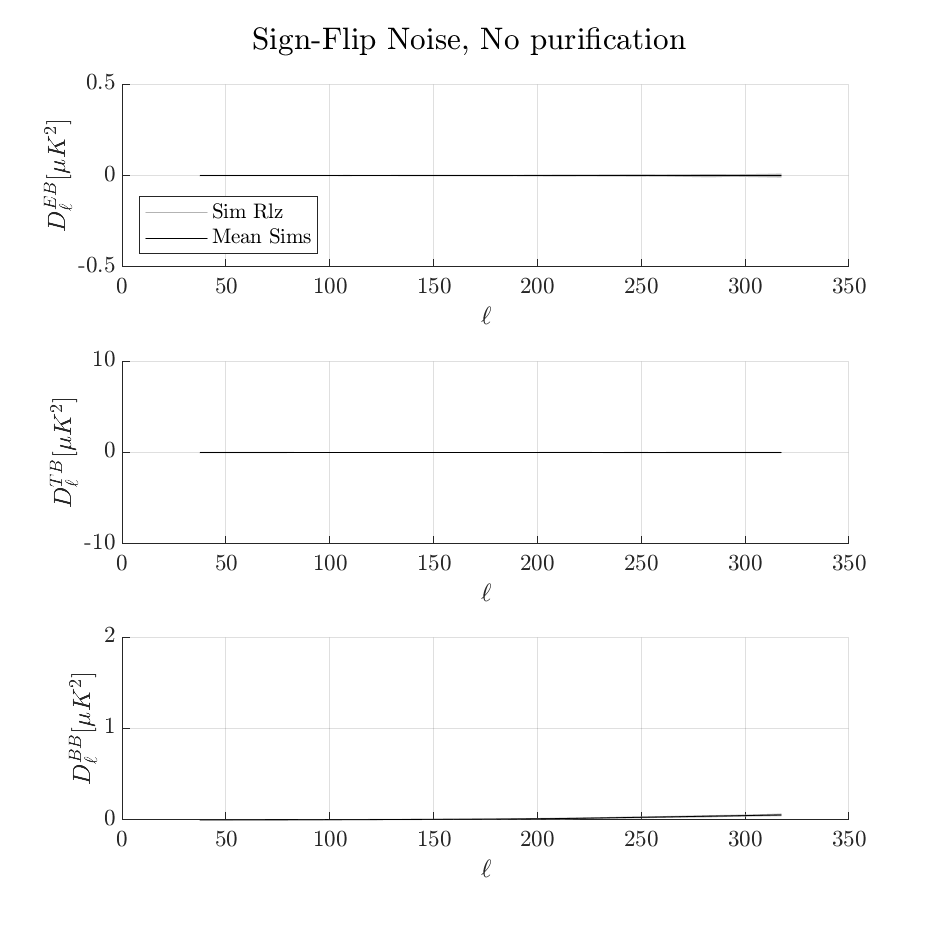 Sign-Flip Noise, No purification
0.5
0
-0.5
D_ℓ^{EB}[μK^2]
Sim Rlz
Mean Sims
0 50 100 150 200 250 300 350
ℓ
10
0
-10
D_ℓ^{TB}[μK^2]
0 50 100 150 200 250 300 350
ℓ
2
1
0
D_ℓ^{BB}[μK^2]
0 50 100 150 200 250 300 350
ℓ